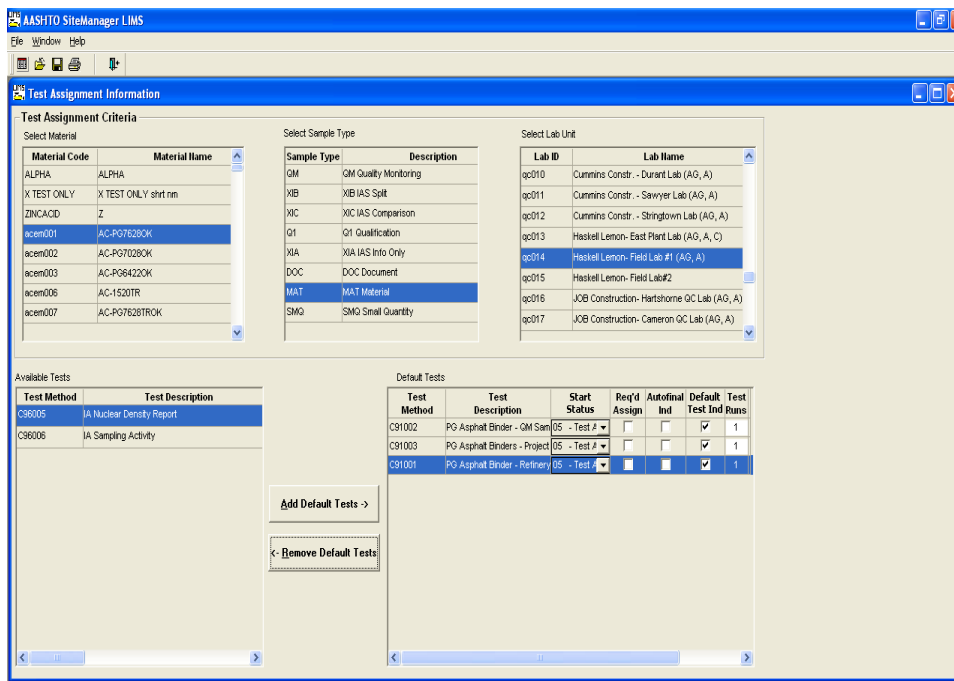 AASHTO SiteManager LIMS
File Window Help
Test Assignment Information
Test Assignment Criteria
Select Material
Material Code Material Name
ALPHA ALPHA
X TEST ONLY X TEST ONLY shrt nm
ZINCACID Z
acem001 AC-PG7628OK
acem002 AC-PG7028OK
acem003 AC-PG6422OK
acem006 AC-1520TR
acem007 AC-PG7628TROK
Select Sample Type
Sample Type Description
QM QM Quality Monitoring
XIB XIB IAS Split
XIC XIC IAS Comparison
Q1 Q1 Qualification
XIA XIA IAS Info Only
DOC DOC Document
MAT MAT Material
SMQ SMQ Small Quantity
Select Lab Unit
Lab ID Lab Name
qc010 Cummins Constr. - Durant Lab (AG, A)
qc011 Cummins Constr. - Sawyer Lab (AG, A)
qc012 Cummins Constr. - Stringtown Lab (AG, A)
qc013 Haskell Lemon- East Plant Lab (AG, A, C)
qc014 Haskell Lemon- Field Lab #1 (AG, A)
qc015 Haskell Lemon- Field Lab#2
qc016 JOB Construction- Hartshorne QC Lab (AG, A)
qc017 JOB Construction- Cameron QC Lab (AG, A)
Available Tests
Test Method Test Description
C96005 IA Nuclear Density Report
C96006 IA Sampling Activity
Add Default Tests ->
<- Remove Default Tests
Default Tests
Test Test Start Req'd Autofinal Default Test
Method Description Status Assign Ind Test Ind Runs
C91002 PG Asphalt Binder - QM Sam 05 - Test A 1
C91003 PG Asphalt Binders - Project 05 - Test A 1
C91001 PG Asphalt Binder - Refinery 05 - Test A 1